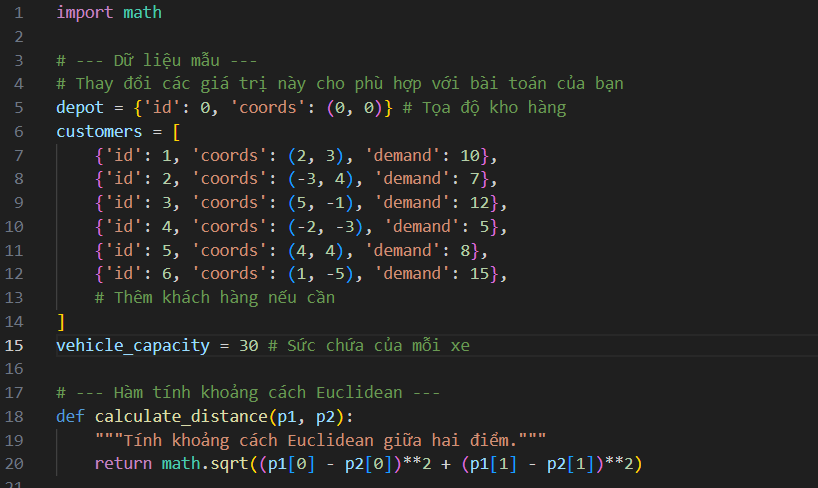 1 import math
2
3 # --- Dữ liệu mẫu ---
4 # Thay đổi các giá trị này cho phù hợp với bài toán của bạn
5 depot = {'id': 0, 'coords': (0, 0)} # Tọa độ kho hàng
6 customers = [
7     {'id': 1, 'coords': (2, 3), 'demand': 10},
8     {'id': 2, 'coords': (-3, 4), 'demand': 7},
9     {'id': 3, 'coords': (5, -1), 'demand': 12},
10     {'id': 4, 'coords': (-2, -3), 'demand': 5},
11     {'id': 5, 'coords': (4, 4), 'demand': 8},
12     {'id': 6, 'coords': (1, -5), 'demand': 15},
13     # Thêm khách hàng nếu cần
14 ]
15 vehicle_capacity = 30 # Sức chứa của mỗi xe
16
17 # --- Hàm tính khoảng cách Euclidean ---
18 def calculate_distance(p1, p2):
19     """Tính khoảng cách Euclidean giữa hai điểm."""
20     return math.sqrt((p1[0] - p2[0])**2 + (p1[1] - p2[1])**2)
21